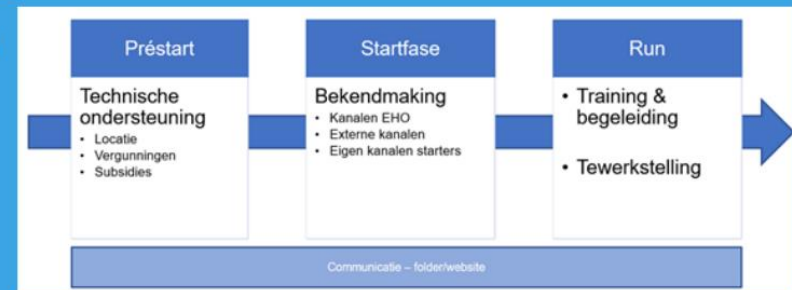 Préstart
Technische
ondersteuning
• Locatie
• Vergunningen
• Subsidies
Startfase
Bekendmaking
• Kanalen EHO
• Externe kanalen
• Eigen kanalen starters
Run
• Training &
begeleiding
• Tewerkstelling
Communicatie – folder/website